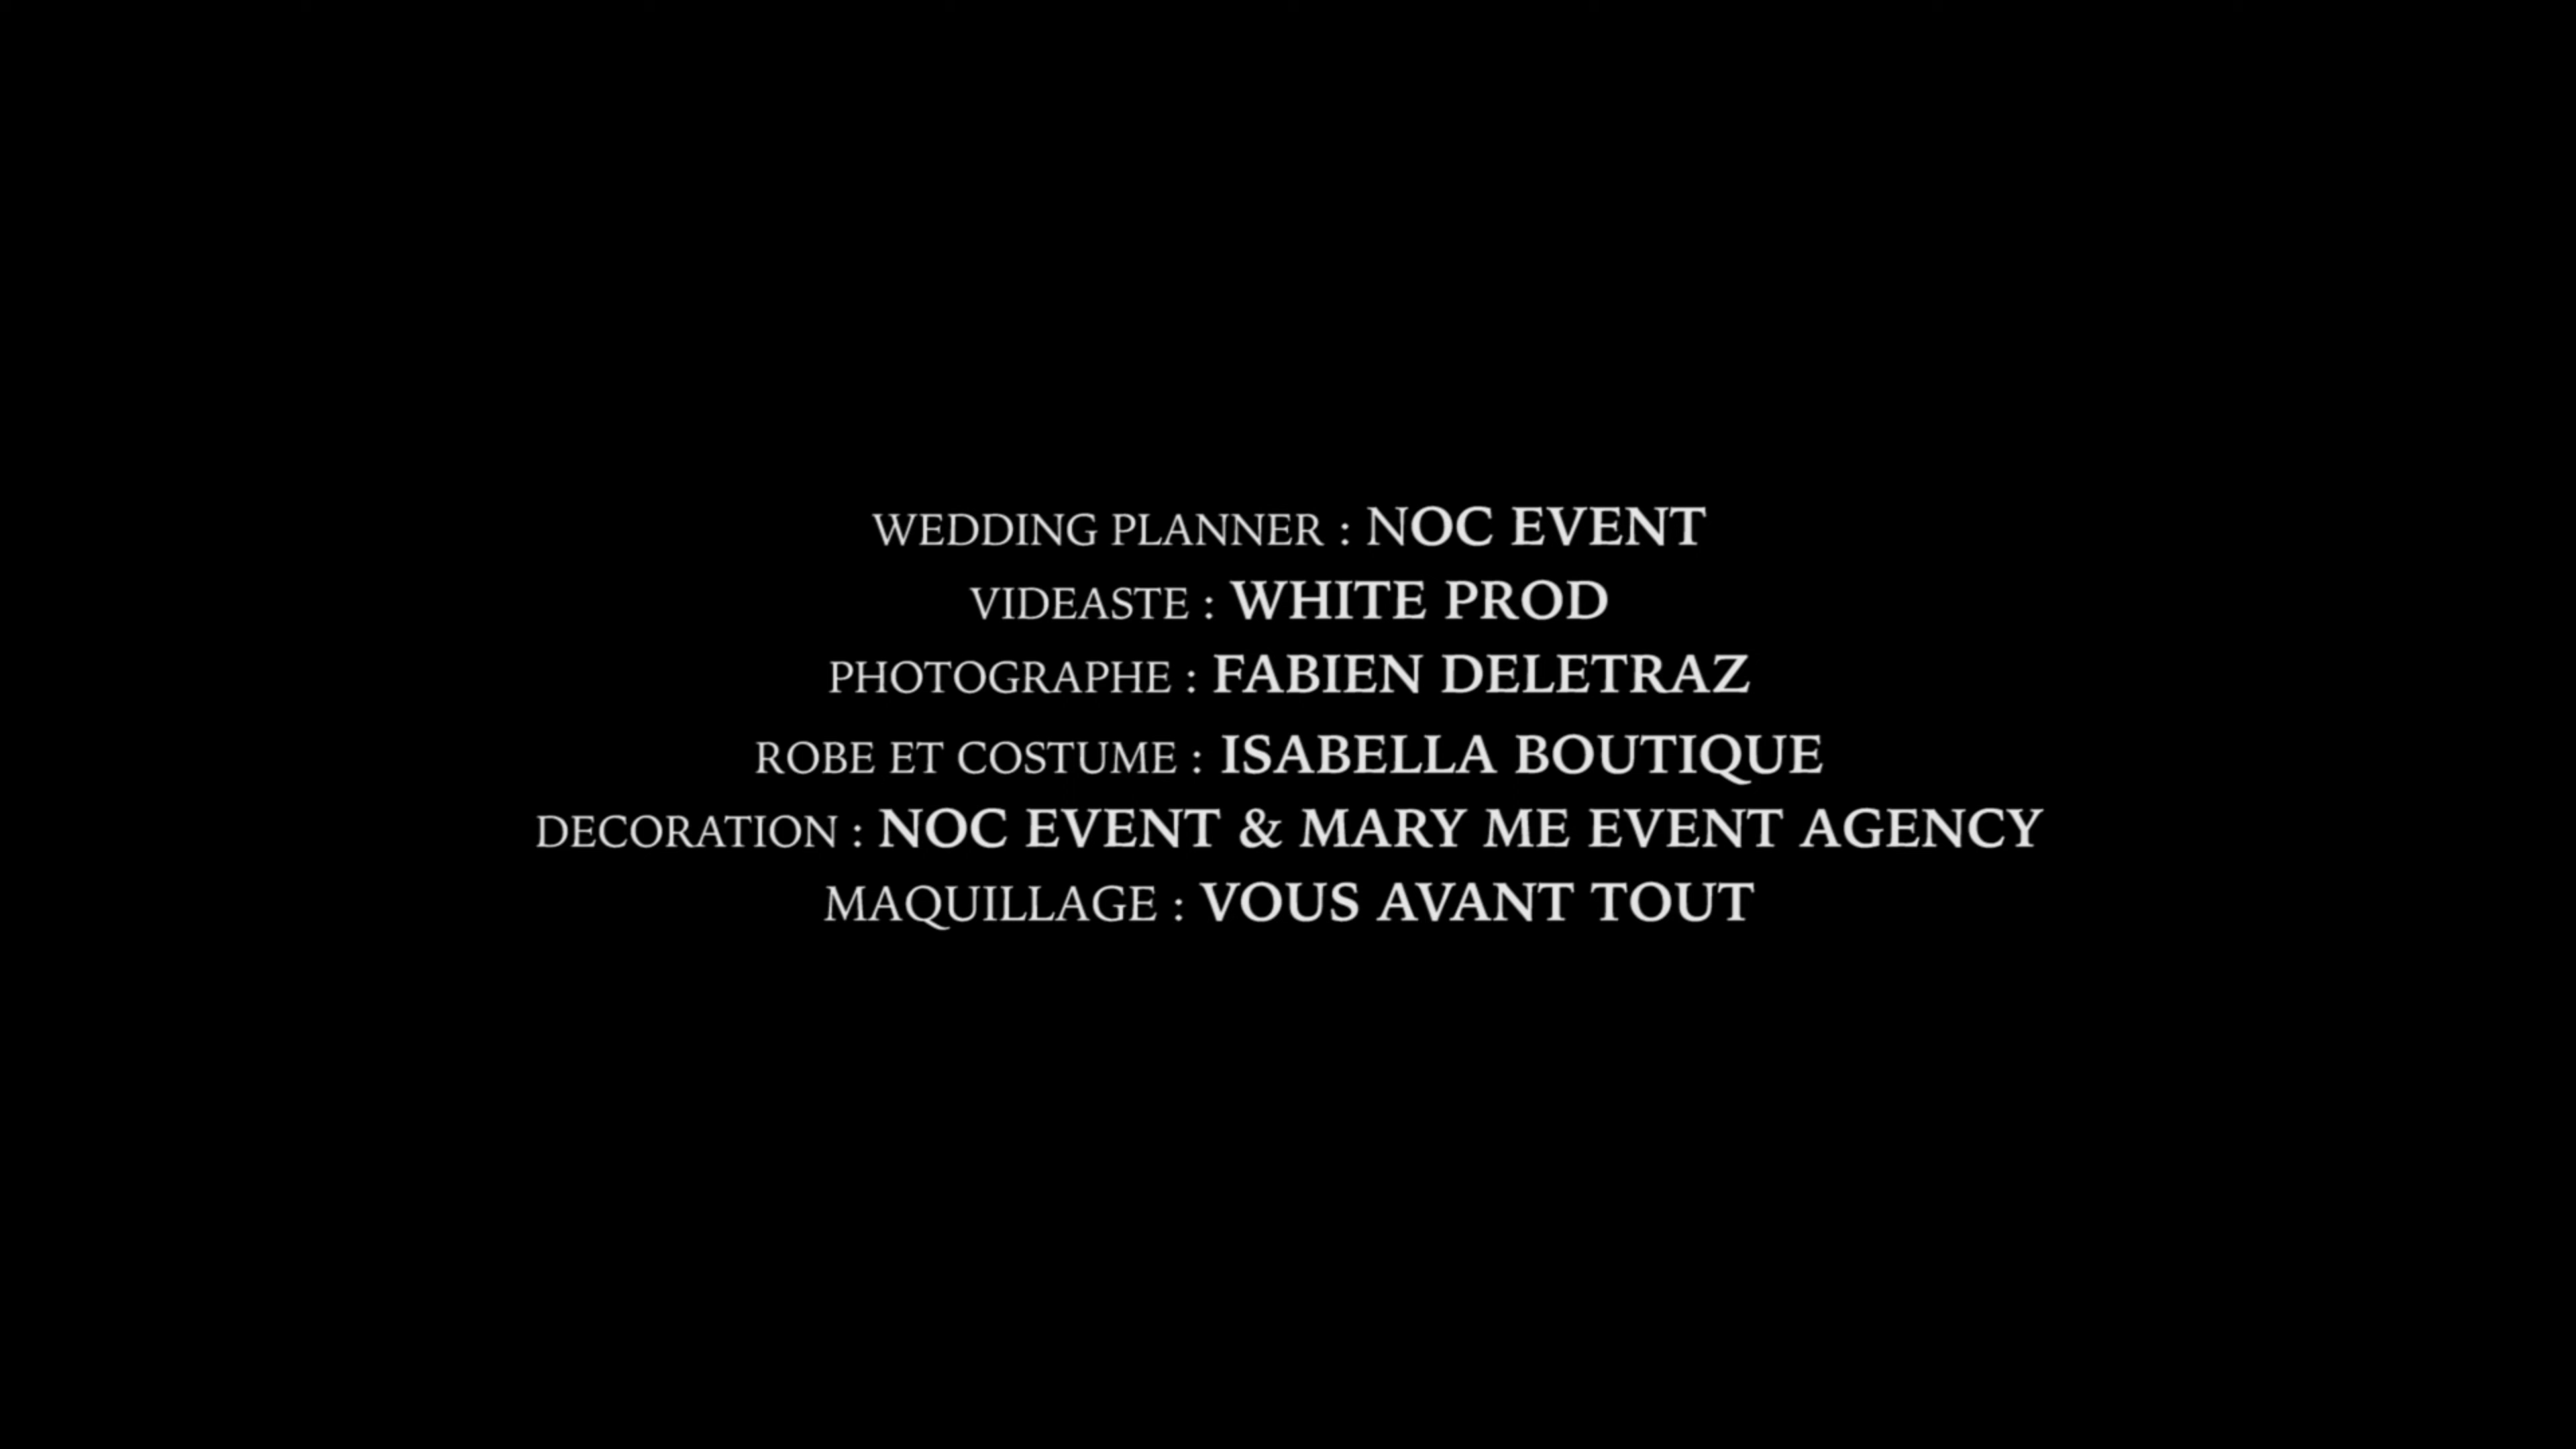 WEDDING PLANNER : NOC EVENT
VIDEASTE : WHITE PROD
PHOTOGRAPHE : FABIEN DELETRAZ
ROBE ET COSTUME : ISABELLA BOUTIQUE
DECORATION : NOC EVENT & MARY ME EVENT AGENCY
MAQUILLAGE : VOUS AVANT TOUT